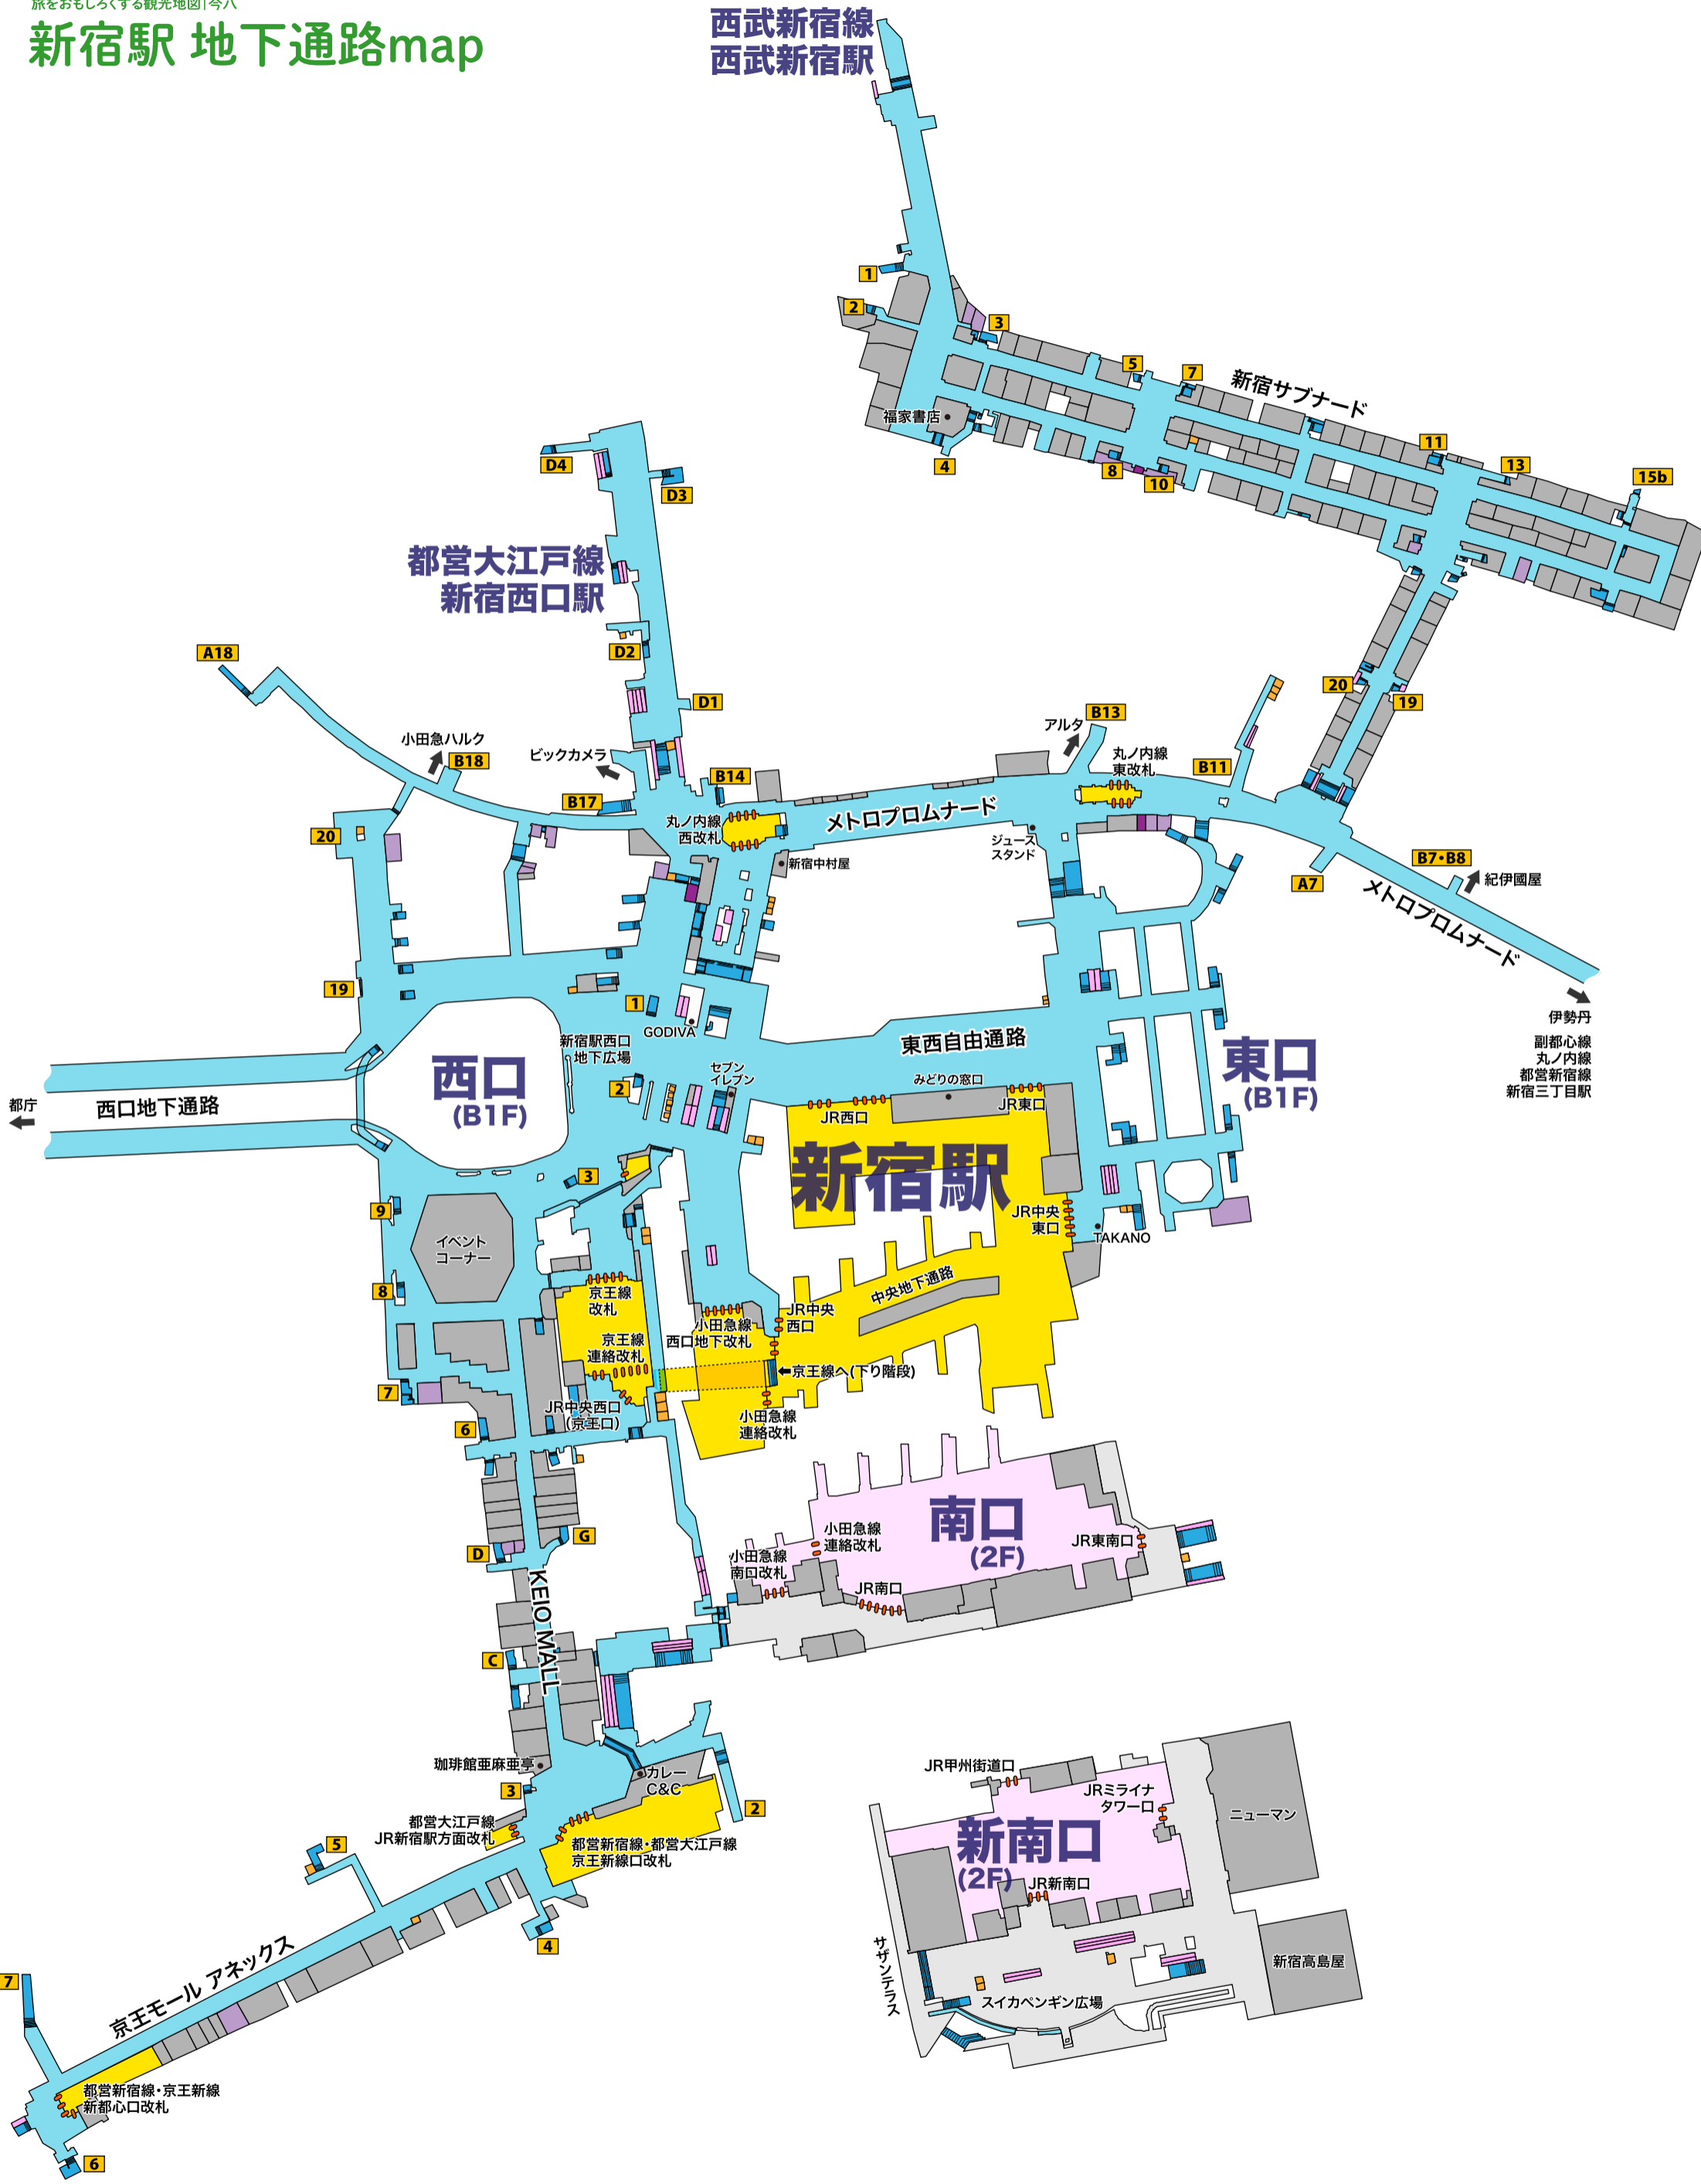 旅をおもしろくする観光地図|今八
新宿駅 地下通路map
西武新宿線
西武新宿駅
1
2
3
5
7
新宿サブナード
福家書店
4
8
10
11
13
15b
D4
D3
都営大江戸線
新宿西口駅
D2
D1
A18
20
19
小田急ハルク
B18
ビックカメラ
B17
B14
アルタ
B13
丸ノ内線
東改札
B11
丸ノ内線
西改札
メトロプロムナード
ジュース
スタンド
新宿中村屋
20
A7
B7・B8
紀伊國屋
メトロプロムナード
伊勢丹
副都心線
丸ノ内線
都営新宿線
新宿三丁目駅
19
1
GODIVA
新宿駅西口
地下広場
西口
(B1F)
東西自由通路
東口
(B1F)
都庁
西口地下通路
2
セブン
イレブン
みどりの窓口
JR西口
JR東口
新宿駅
3
9
イベント
コーナー
JR中央
東口
TAKANO
8
京王線
改札
中央地下通路
小田急線
西口地下改札
JR中央
西口
京王線
連絡改札
京王線へ(下り階段)
7
JR中央西口
(京王口)
小田急線
連絡改札
6
南口
(2F)
小田急線
連絡改札
小田急線
南口改札
JR南口
JR東南口
G
D
KEIO MALL
C
珈琲館亜麻亜亭
カレー
C&C
3
2
都営大江戸線
JR新宿駅方面改札
都営新宿線・都営大江戸線
京王新線口改札
5
4
京王モール アネックス
7
都営新宿線・京王新線
新都心口改札
6
JR甲州街道口
JRミライナ
タワー口
ニューマン
新南口
(2F)
JR新南口
サザンテラス
スイカペンギン広場
新宿高島屋